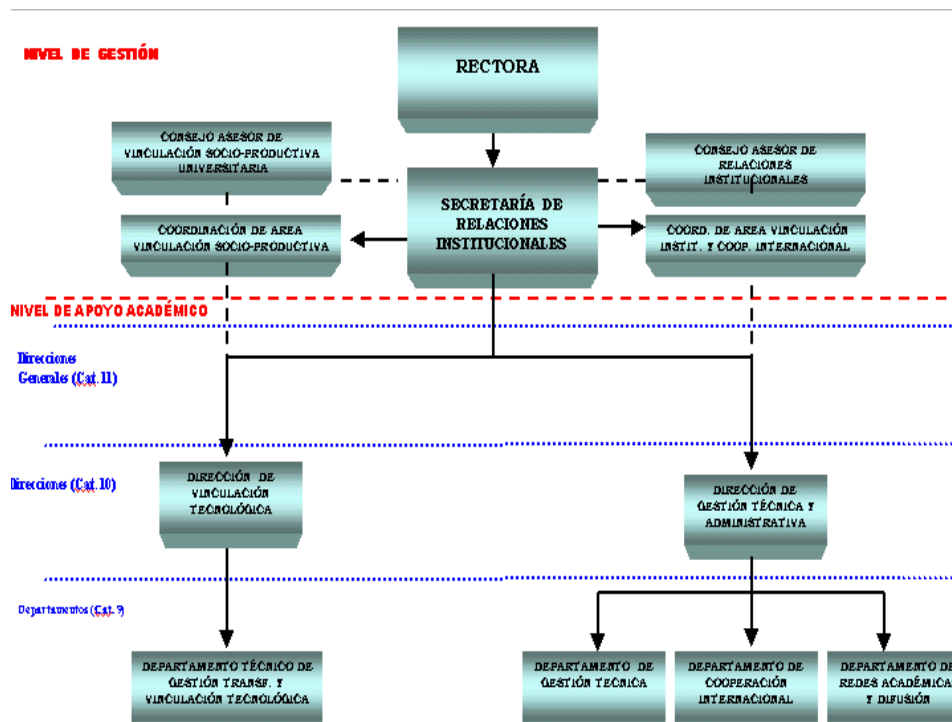 NIVEL DE GESTIÓN
RECTORA
CONSEJO ASESOR DE
VINCULACIÓN SOCIO-PRODUCTIVA
UNIVERSITARIA
CONSEJO ASESOR DE
RELACIONES
INSTITUCIONALES
SECRETARÍA DE
RELACIONES
INSTITUCIONALES
COORDINACIÓN DE AREA
VINCULACIÓN SOCIO-PRODUCTIVA
COORD. DE AREA VINCULACIÓN
INSTIT. Y COOP. INTERNACIONAL
NIVEL DE APOYO ACADÉMICO
Direcciones
Generales (Cat. 11)
Direcciones (Cat. 10)
DIRECCIÓN DE
VINCULACIÓN
TECNOLÓGICA
DIRECCIÓN DE
GESTIÓN TÉCNICA Y
ADMINISTRATIVA
Departamentos (Cat. 9)
DEPARTAMENTO TÉCNICO DE
GESTIÓN TRANSF. Y
VINCULACIÓN TECNOLÓGICA
DEPARTAMENTO DE
GESTIÓN TECNICA
DEPARTAMENTO DE
COOPERACIÓN
INTERNACIONAL
DEPARTAMENTO DE
REDES ACADÉMICA
Y DIFUSIÓN